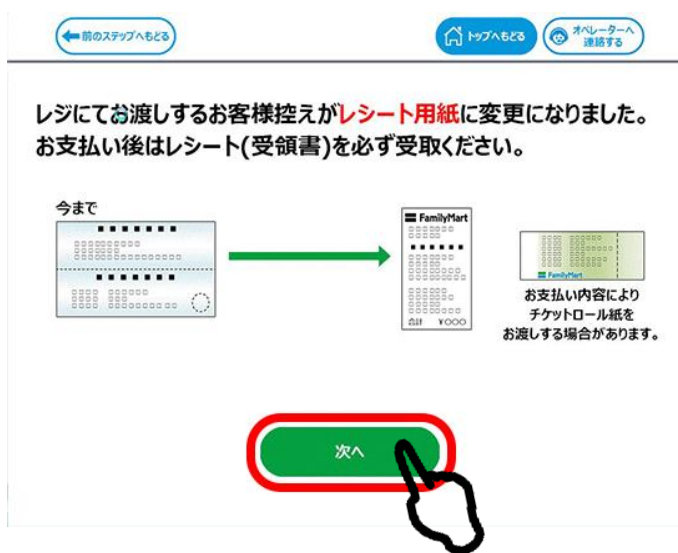 前のステップへもどる
トップへもどる
オペレーターへ
連絡する
レジにてお渡しするお客様控えがレシート用紙に変更になりました。
お支払い後はレシート(受領書)を必ず受取ください。
今まで
FamilyMart
合計 ¥000
FamilyMart
お支払い内容により
チケットロール紙を
お渡しする場合があります。
次へ